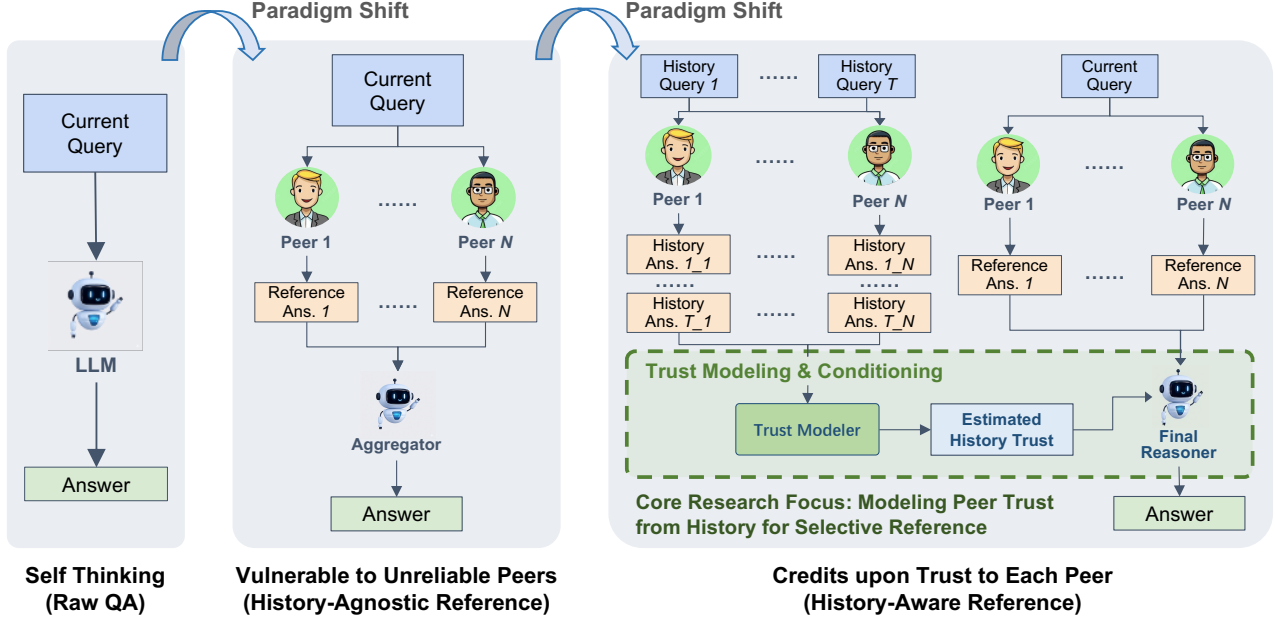 Paradigm Shift
Paradigm Shift
Current
Query
LLM
Answer
Self Thinking
(Raw QA)
Current
Query
......
Peer 1
Peer N
Reference
Ans. 1
......
Reference
Ans. N
Aggregator
Answer
Vulnerable to Unreliable Peers
(History-Agnostic Reference)
History
Query 1
......
History
Query T
......
Peer 1
Peer N
History
Ans. 1_1
......
History
Ans. 1_N
......
......
History
Ans. T_1
......
History
Ans. T_N
Current
Query
......
Peer 1
Peer N
Reference
Ans. 1
......
Reference
Ans. N
Trust Modeling & Conditioning
Trust Modeler
Estimated
History Trust
Final
Reasoner
Core Research Focus: Modeling Peer Trust
from History for Selective Reference
Answer
Credits upon Trust to Each Peer
(History-Aware Reference)